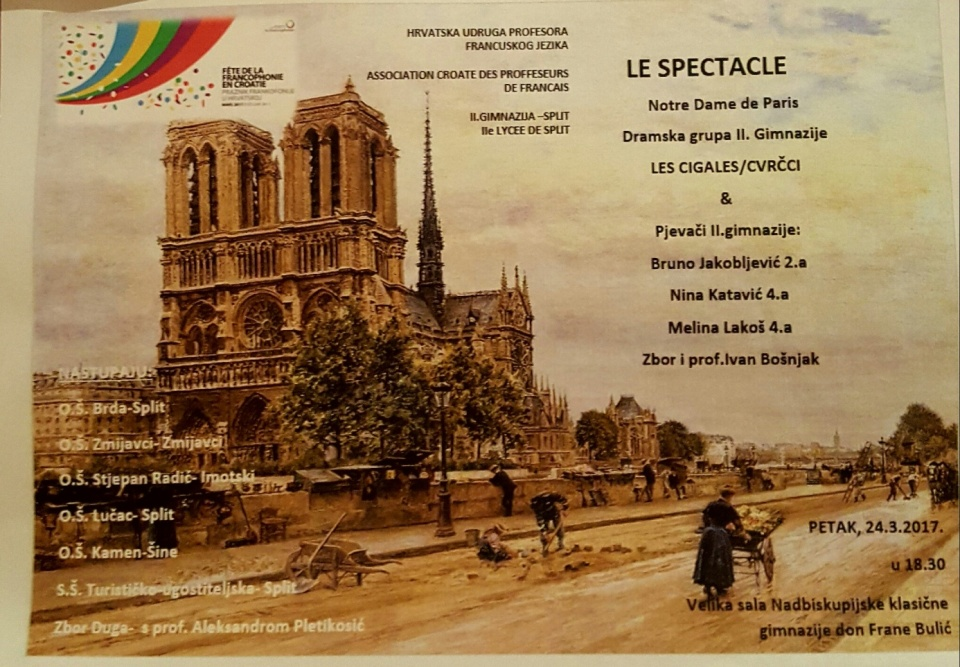 FÊTE DE LA
FRANCOPHONIE
EN CROATIE
PRAZNIK FRANKOFONIJE
U HRVATSKOJ
HRVATSKA UDRUGA PROFESORA
FRANCUSKOG JEZIKA
ASSOCIATION CROATE DES PROFFESEURS
DE FRANCAIS
II.GIMNAZIJA –SPLIT
IIe LYCEE DE SPLIT
LE SPECTACLE
Notre Dame de Paris
Dramska grupa II. Gimnazije
LES CIGALES/CVRČCI
&
Pjevači II.gimnazije:
Bruno Jakobljević 2.a
Nina Katavić 4.a
Melina Lakoš 4.a
Zbor i prof.Ivan Bošnjak
NASTUPAJU:
O.Š. Brda-Split
O.Š. Zmijavci- Zmijavci
O.Š. Stjepan Radić- Imotski
O.Š. Lučac- Split
O.Š. Kamen-Šine
S.Š. Turističko-ugostiteljska- Split
Zbor Duga- s prof. Aleksandrom Pletikosić
PETAK, 24.3.2017.
u 18.30
Velika sala Nadbiskupijske klasične
gimnazije don Frane Bulić